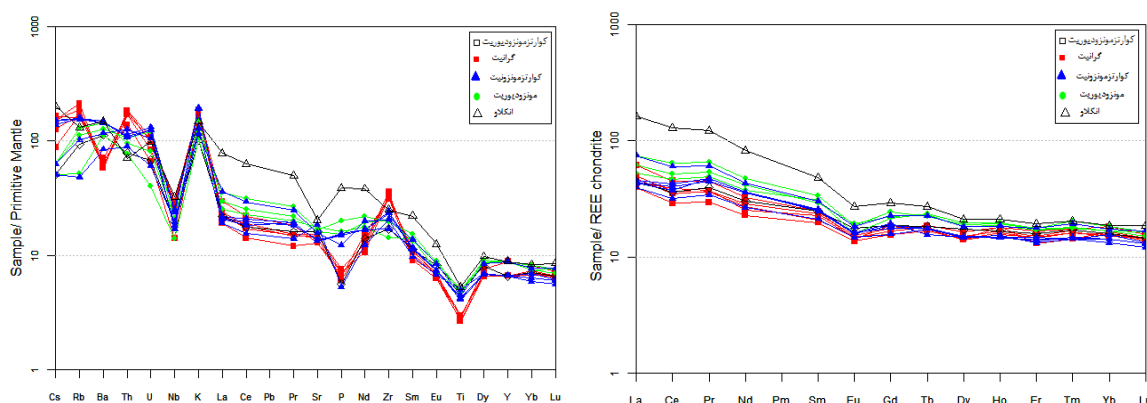 Sample/ Primitive Mantle
1000
100
10
1
کوارتزمونزودیوریت
گرانیت
کوارتزمونزونیت
مونزودیوریت
انکلاو
Cs Rb Ba Th U Nb K La Ce Pb Pr Sr P Nd Zr Sm Eu Ti Dy Y Yb Lu
Sample/ REE chondrite
1000
100
10
1
کوارتزمونزودیوریت
گرانیت
کوارتزمونزونیت
مونزودیوریت
انکلاو
La Ce Pr Nd Pm Sm Eu Gd Tb Dy Ho Er Tm Yb Lu